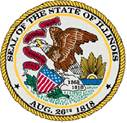 SEAL OF THE STATE OF ILLINOIS
1868
1818
AUG. 26TH 1818